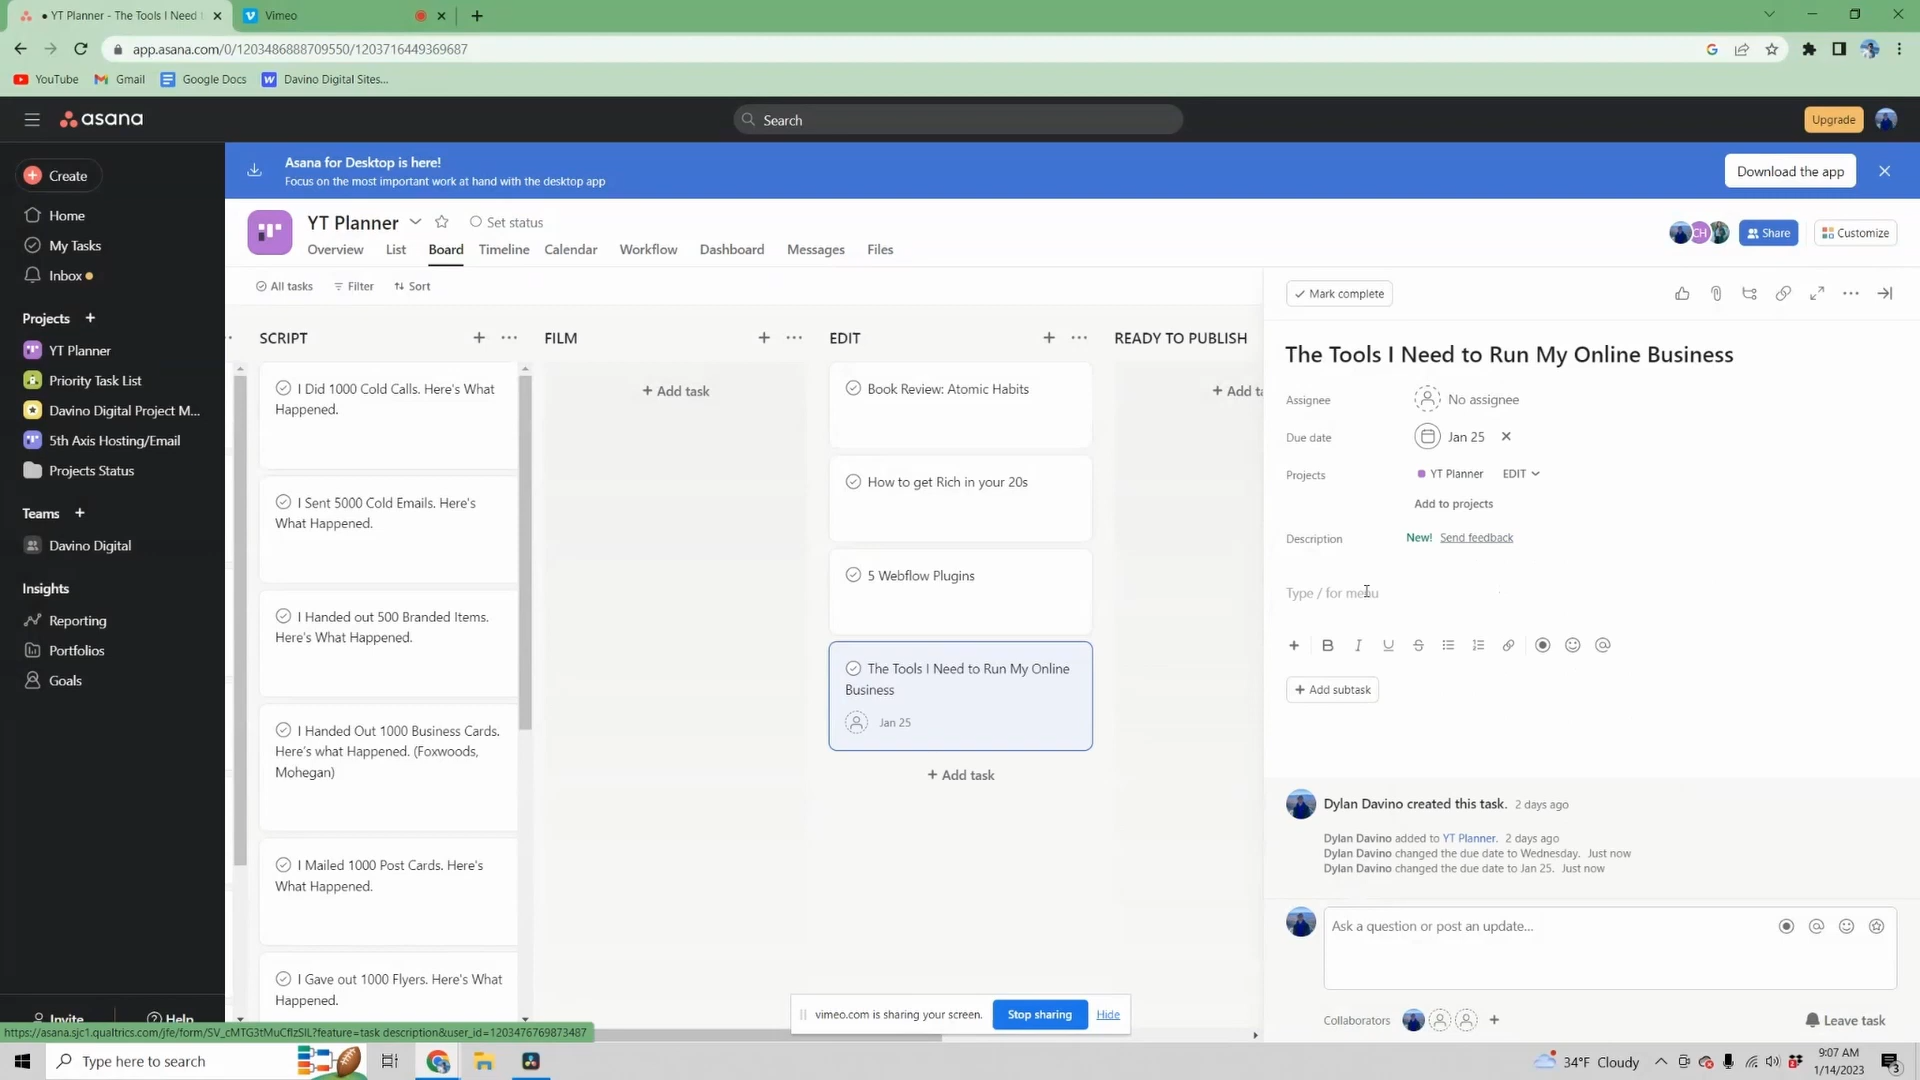 YT Planner - The Tools I Need
Vimeo
app.asana.com/0/1203486888709550/1203716449369687
YouTube
Gmail
Google Docs
Davino Digital Sites...
asana
Search
Upgrade
Create
Home
My Tasks
Inbox
Projects
YT Planner
Priority Task List
Davino Digital Project M...
5th Axis Hosting/Email
Projects Status
Teams
Davino Digital
Insights
Reporting
Portfolios
Goals
Invite
Help
Asana for Desktop is here!
Focus on the most important work at hand with the desktop app
Download the app
YT Planner
Set status
Overview
List
Board
Timeline
Calendar
Workflow
Dashboard
Messages
Files
CH
Share
Customize
All tasks
Filter
Sort
SCRIPT
I Did 1000 Cold Calls. Here's What
Happened.
I Sent 5000 Cold Emails. Here's
What Happened.
I Handed out 500 Branded Items.
Here's What Happened.
I Handed Out 1000 Business Cards.
Here's what Happened. (Foxwoods,
Mohegan)
I Mailed 1000 Post Cards. Here's
What Happened.
I Gave out 1000 Flyers. Here's What
Happened.
FILM
+ Add task
EDIT
Book Review: Atomic Habits
How to get Rich in your 20s
5 Webflow Plugins
The Tools I Need to Run My Online
Business
Jan 25
+ Add task
READY TO PUBLISH
+ Add ta
Mark complete
The Tools I Need to Run My Online Business
Assignee
No assignee
Due date
Jan 25
Projects
YT Planner
EDIT
Add to projects
Description
New!
Send feedback
Type / for menu
+ Add subtask
Dylan Davino created this task. 2 days ago
Dylan Davino added to YT Planner. 2 days ago
Dylan Davino changed the due date to Wednesday. Just now
Dylan Davino changed the due date to Jan 25. Just now
Ask a question or post an update...
Collaborators
Leave task
vimeo.com is sharing your screen.
Stop sharing
Hide
Type here to search
34°F Cloudy
9:07 AM
1/14/2023
3